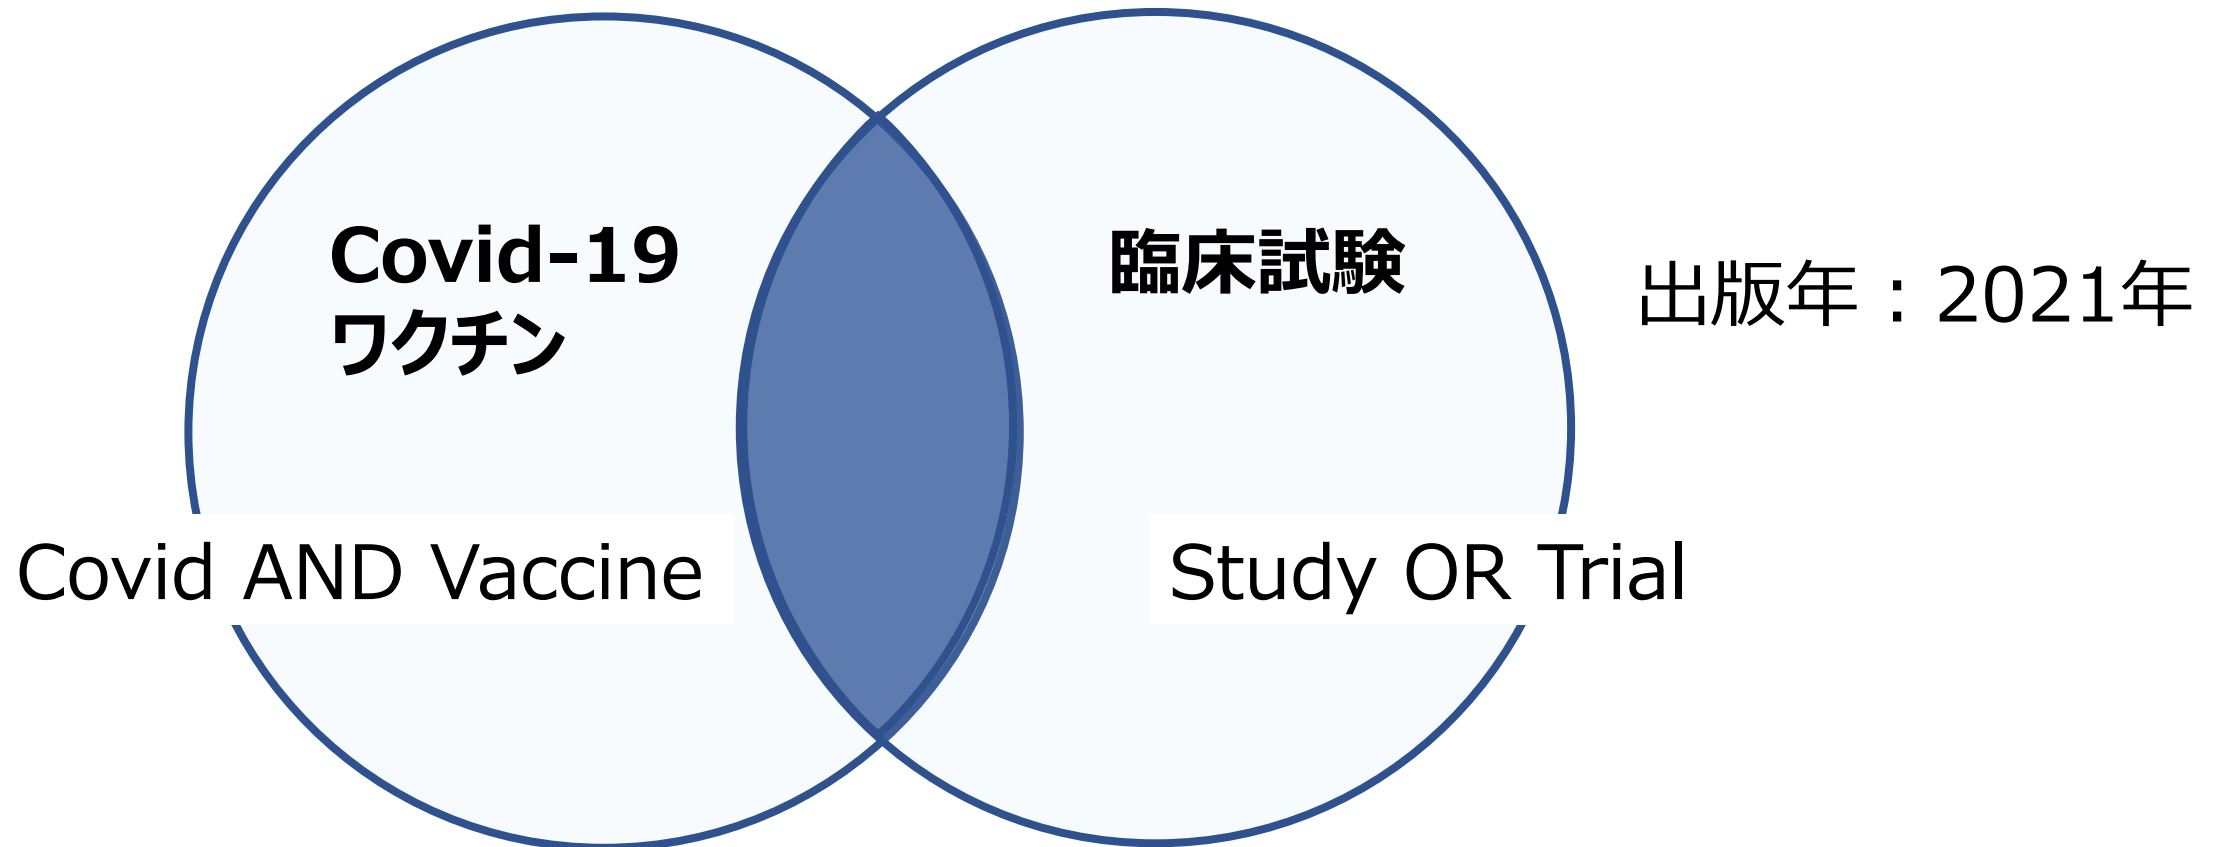 Covid-19
ワクチン
臨床試験
出版年：2021年
Covid AND Vaccine
Study OR Trial